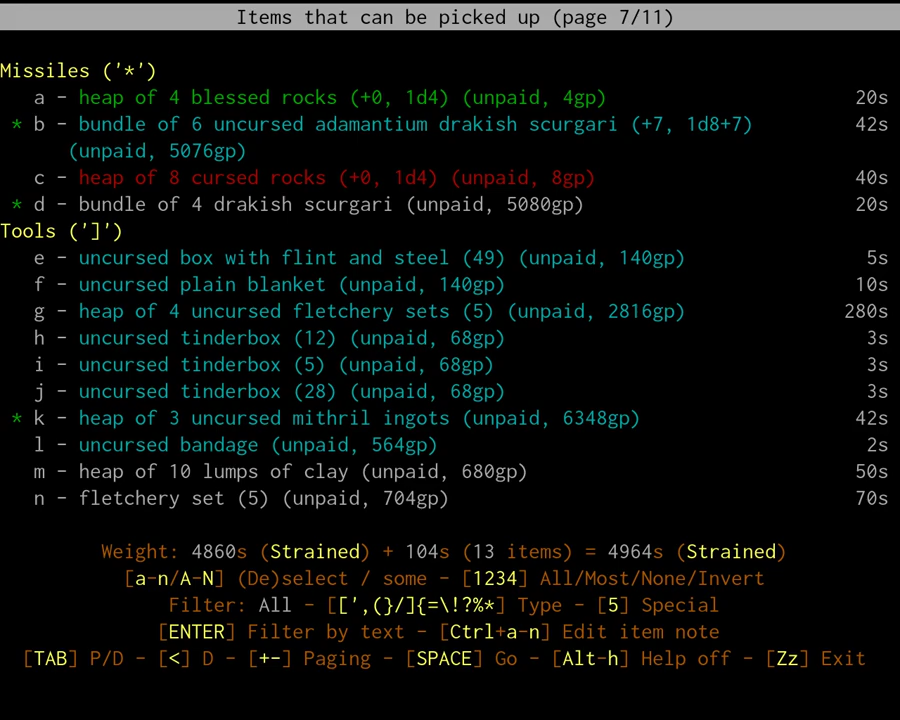 Items that can be picked up (page 7/11)
Missiles ('*')
a - heap of 4 blessed rocks (+0, 1d4) (unpaid, 4gp) 20s
* b - bundle of 6 uncursed adamantium drakish scurgari (+7, 1d8+7) 42s
(unpaid, 5076gp)
c - heap of 8 cursed rocks (+0, 1d4) (unpaid, 8gp) 40s
* d - bundle of 4 drakish scurgari (unpaid, 5080gp) 20s
Tools (']')
e - uncursed box with flint and steel (49) (unpaid, 140gp) 5s
f - uncursed plain blanket (unpaid, 140gp) 10s
g - heap of 4 uncursed fletchery sets (5) (unpaid, 2816gp) 280s
h - uncursed tinderbox (12) (unpaid, 68gp) 3s
i - uncursed tinderbox (5) (unpaid, 68gp) 3s
j - uncursed tinderbox (28) (unpaid, 68gp) 3s
* k - heap of 3 uncursed mithril ingots (unpaid, 6348gp) 42s
l - uncursed bandage (unpaid, 564gp) 2s
m - heap of 10 lumps of clay (unpaid, 680gp) 50s
n - fletchery set (5) (unpaid, 704gp) 70s
Weight: 4860s (Strained) + 104s (13 items) = 4964s (Strained)
[a-n/A-N] (De)select / some - [1234] All/Most/None/Invert
Filter: All - [[',(}/]{=\!?%*] Type - [5] Special
[ENTER] Filter by text - [Ctrl+a-n] Edit item note
[TAB] P/D - [<] D - [+-] Paging - [SPACE] Go - [Alt-h] Help off - [Zz] Exit